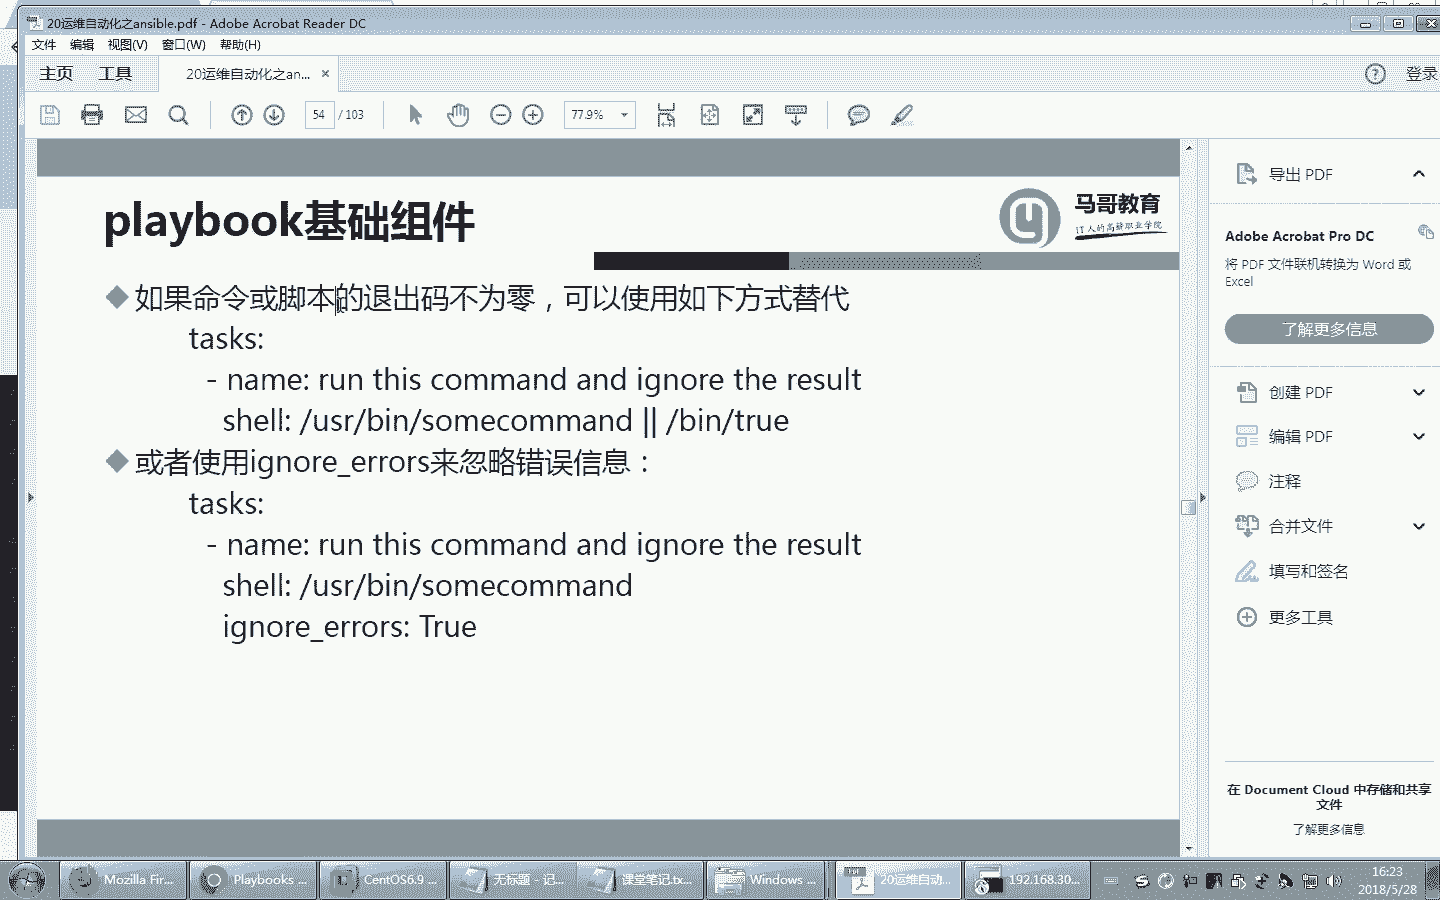 20运维自动化之ansible.pdf - Adobe Acrobat Reader DC
文件 编辑 视图(V) 窗口(W) 帮助(H)
主页 工具 20运维自动化之an... × ? 登录
54 / 103 77.9%
playbook基础组件
马哥教育
IT人的高薪职业学院
如果命令或脚本的退出码不为零，可以使用如下方式替代
tasks:
- name: run this command and ignore the result
shell: /usr/bin/somecommand || /bin/true
或者使用ignore_errors来忽略错误信息：
tasks:
- name: run this command and ignore the result
shell: /usr/bin/somecommand
ignore_errors: True
导出 PDF
Adobe Acrobat Pro DC
将 PDF 文件联机转换为 Word 或
Excel
了解更多信息
创建 PDF
编辑 PDF
注释
合并文件
填写和签名
更多工具
在 Document Cloud 中存储和共享
文件
了解更多信息
Mozilla Fir... Playbooks ... CentOS6.9 ... 无标题 - 记... 课堂笔记.tx... Windows ... 20运维自动... 192.168.30...
16:23
2018/5/28